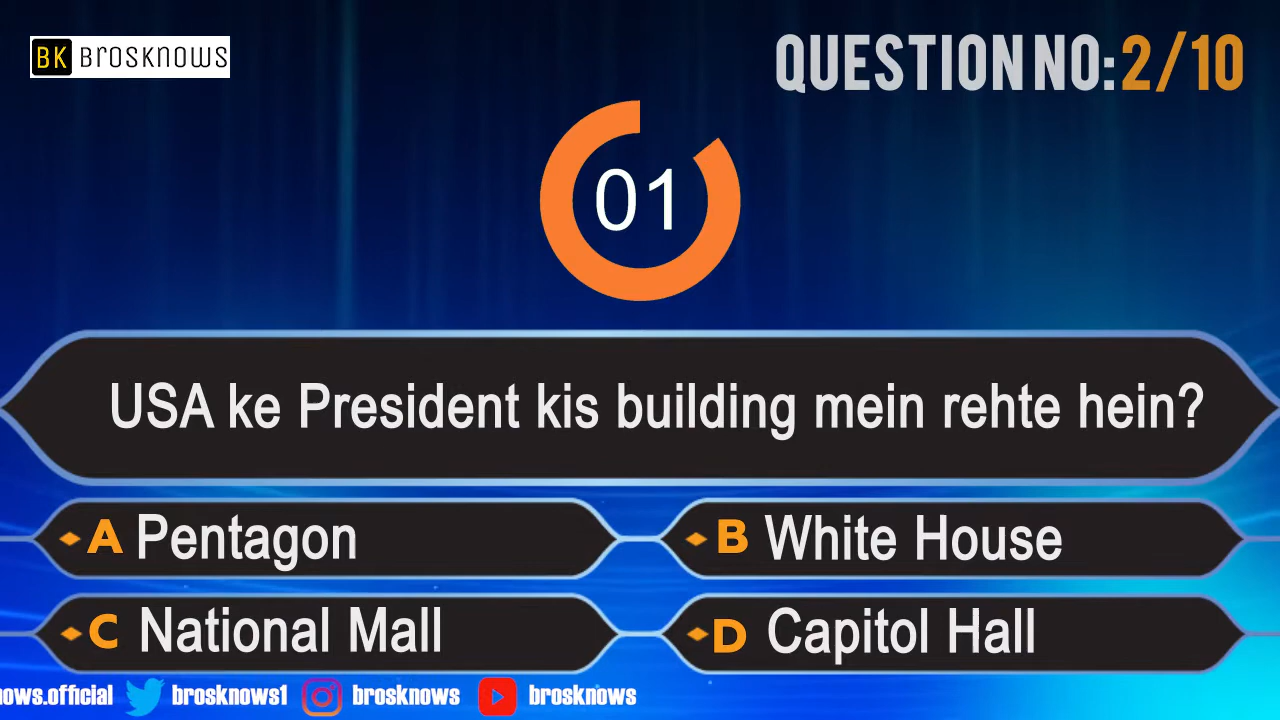 BK BROSKNOWS
QUESTION NO: 2/10
01
USA ke President kis building mein rehte hein?
A Pentagon
B White House
C National Mall
D Capitol Hall
nows.official brosknows1 brosknows brosknows